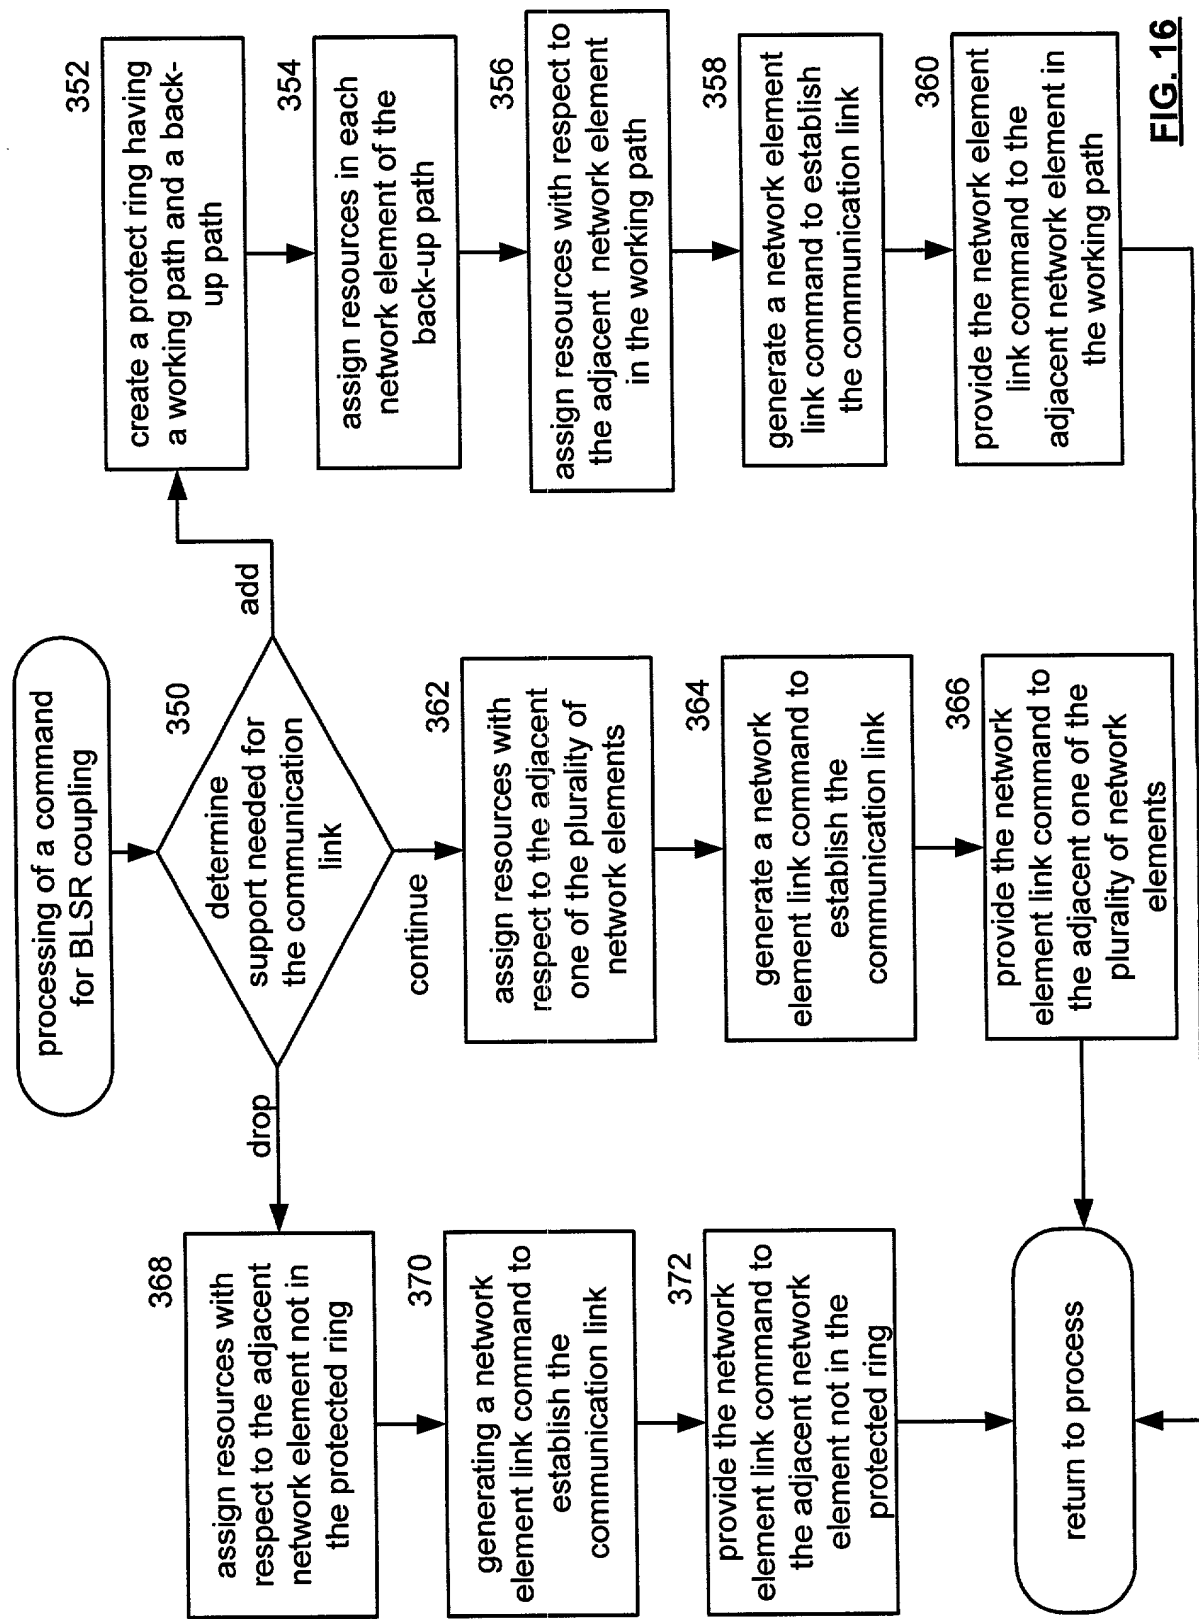 processing of a command
for BLSR coupling
350
determine
support needed for
the communication
link
add
continue
drop
352
create a protect ring having
a working path and a back-
up path
354
assign resources in each
network element of the
back-up path
356
assign resources with respect to
the adjacent network element
in the working path
358
generate a network element
link command to establish
the communication link
360
provide the network element
link command to the
adjacent network element in
the working path
362
assign resources with
respect to the adjacent
one of the plurality of
network elements
364
generate a network
element link command to
establish the
communication link
366
provide the network
element link command to
the adjacent one of the
plurality of network
elements
368
assign resources with
respect to the adjacent
network element not in
the protected ring
370
generating a network
element link command to
establish the
communication link
372
provide the network
element link command to
the adjacent network
element not in the
protected ring
return to process
FIG. 16